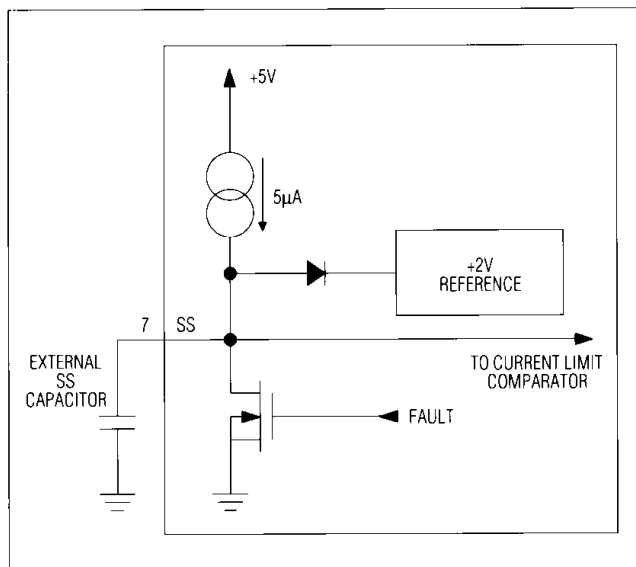 +5V
5µA
+2V
REFERENCE
7 SS
EXTERNAL
SS
CAPACITOR
TO CURRENT LIMIT
COMPARATOR
FAULT